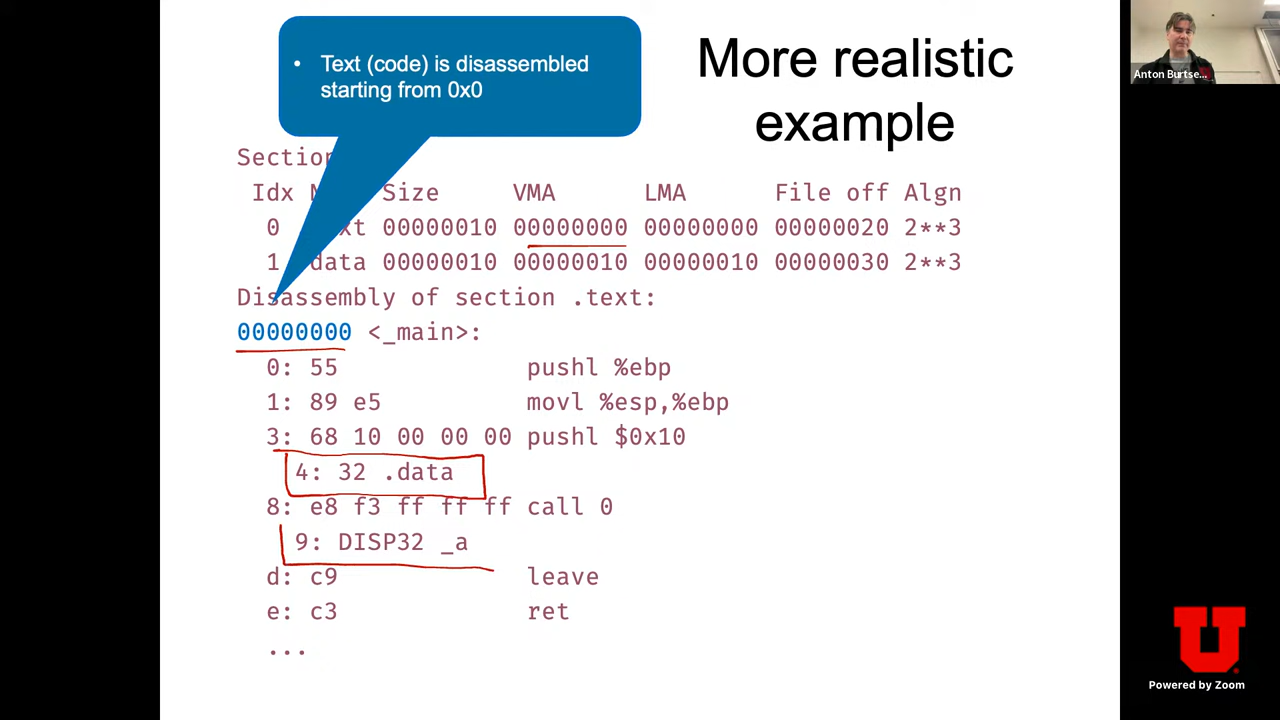 • Text (code) is disassembled
starting from 0x0
More realistic
example
Anton Burtse...
Section
Idx N Size VMA LMA File off Algn
0 xt 00000010 00000000 00000000 00000020 2**3
1 data 00000010 00000010 00000010 00000030 2**3
Disassembly of section .text:
00000000 <_main>:
0: 55 pushl %ebp
1: 89 e5 movl %esp,%ebp
3: 68 10 00 00 00 pushl $0x10
4: 32 .data
8: e8 f3 ff ff ff call 0
9: DISP32 _a
d: c9 leave
e: c3 ret
...
U
Powered by Zoom